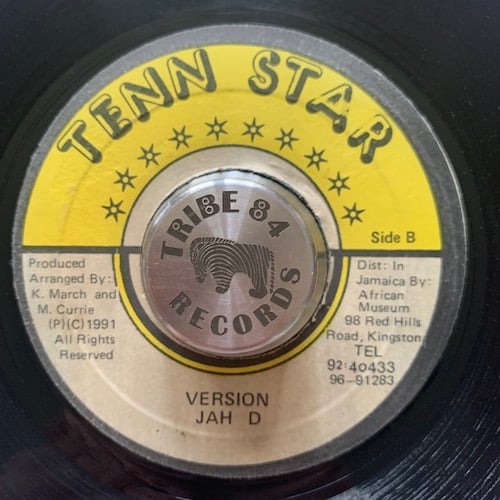 TENN STAR
Side B
TRIBE 84
RECORDS
Produced
Arranged By:
K. March and
M. Currie
(P)(C)1991
All Rights
Reserved
Dist: In
Jamaica By:
African
Museum
98 Red Hills
Road, Kingston
TEL
92:40433
96-91283
VERSION
JAH D